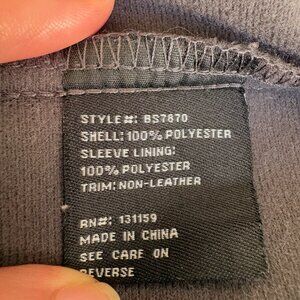 STYLE#: BS7870
SHELL: 100% POLYESTER
SLEEVE LINING:
100% POLYESTER
TRIM: NON-LEATHER
RN#: 131159
MADE IN CHINA
SEE CARE ON
REVERSE